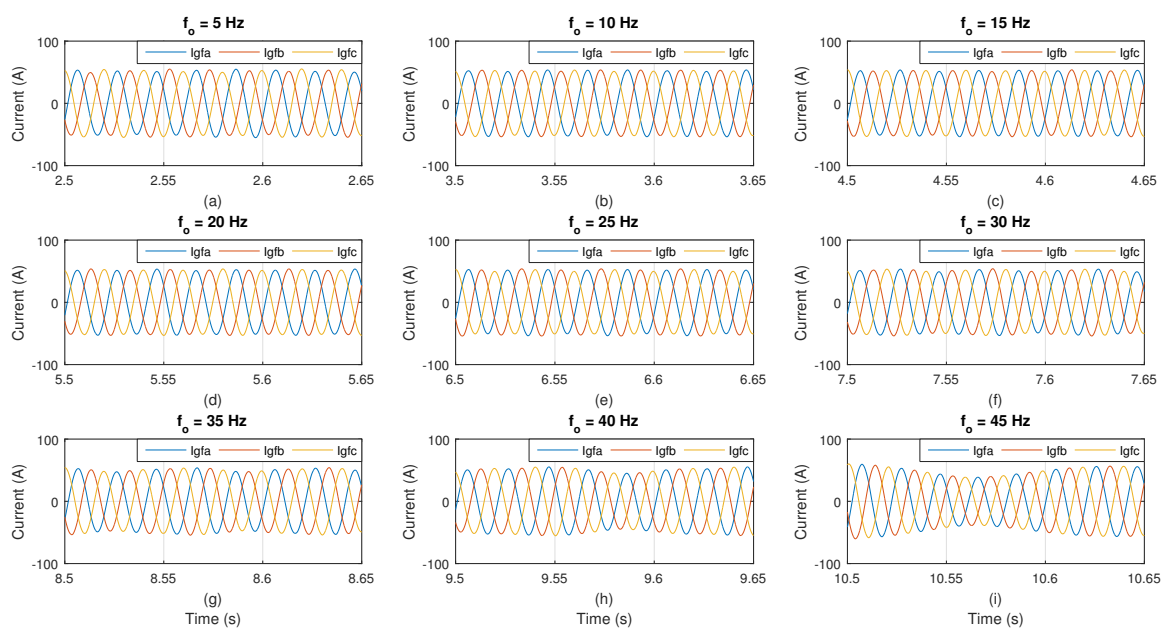 f_o = 5 Hz
f_o = 10 Hz
f_o = 15 Hz
Igfa Igfb Igfc
Igfa Igfb Igfc
Igfa Igfb Igfc
Current (A)
100
0
-100
2.5 2.55 2.6 2.65
(a)
Current (A)
100
0
-100
3.5 3.55 3.6 3.65
(b)
Current (A)
100
0
-100
4.5 4.55 4.6 4.65
(c)
f_o = 20 Hz
f_o = 25 Hz
f_o = 30 Hz
Igfa Igfb Igfc
Igfa Igfb Igfc
Igfa Igfb Igfc
Current (A)
100
0
-100
5.5 5.55 5.6 5.65
(d)
Current (A)
100
0
-100
6.5 6.55 6.6 6.65
(e)
Current (A)
100
0
-100
7.5 7.55 7.6 7.65
(f)
f_o = 35 Hz
f_o = 40 Hz
f_o = 45 Hz
Igfa Igfb Igfc
Igfa Igfb Igfc
Igfa Igfb Igfc
Current (A)
100
0
-100
8.5 8.55 8.6 8.65
(g)
Time (s)
Current (A)
100
0
-100
9.5 9.55 9.6 9.65
(h)
Time (s)
Current (A)
100
0
-100
10.5 10.55 10.6 10.65
(i)
Time (s)